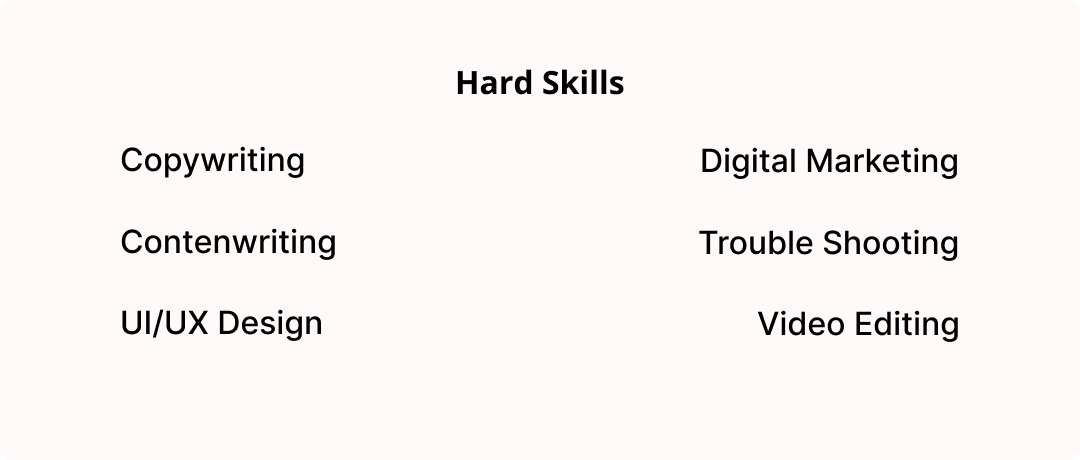 Hard Skills
Copywriting
Digital Marketing
Contenwriting
Trouble Shooting
UI/UX Design
Video Editing